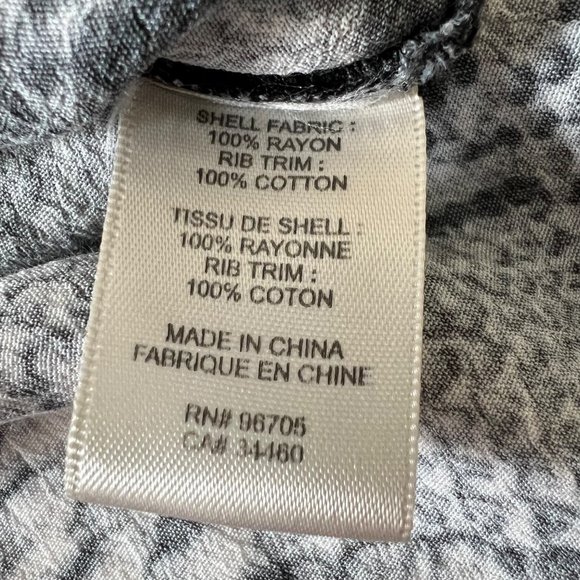 SHELL FABRIC :
100% RAYON
RIB TRIM :
100% COTTON
TISSU DE SHELL :
100% RAYONNE
RIB TRIM :
100% COTON
MADE IN CHINA
FABRIQUE EN CHINE
RN# 96705
CA# 34460